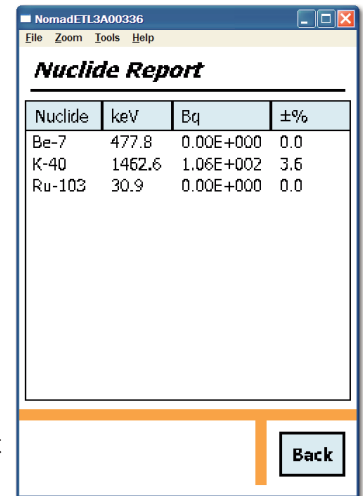 NomadETL3A00336
File Zoom Tools Help
Nuclide Report
Nuclide keV Bq ±%
Be-7 477.8 0.00E+000 0.0
K-40 1462.6 1.06E+002 3.6
Ru-103 30.9 0.00E+000 0.0
Back